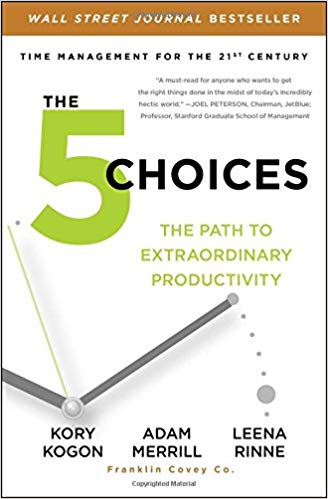 WALL STREET JOURNAL BESTSELLER
TIME MANAGEMENT FOR THE 21ST CENTURY
"A must-read for anyone who wants to get
the right things done in the midst of today's incredibly
hectic world." —JOEL PETERSON, Chairman, JetBlue;
Professor, Stanford Graduate School of Management
THE
5 CHOICES
THE PATH TO
EXTRAORDINARY
PRODUCTIVITY
KORY KOGON
ADAM MERRILL
LEENA RINNE
Franklin Covey Co.